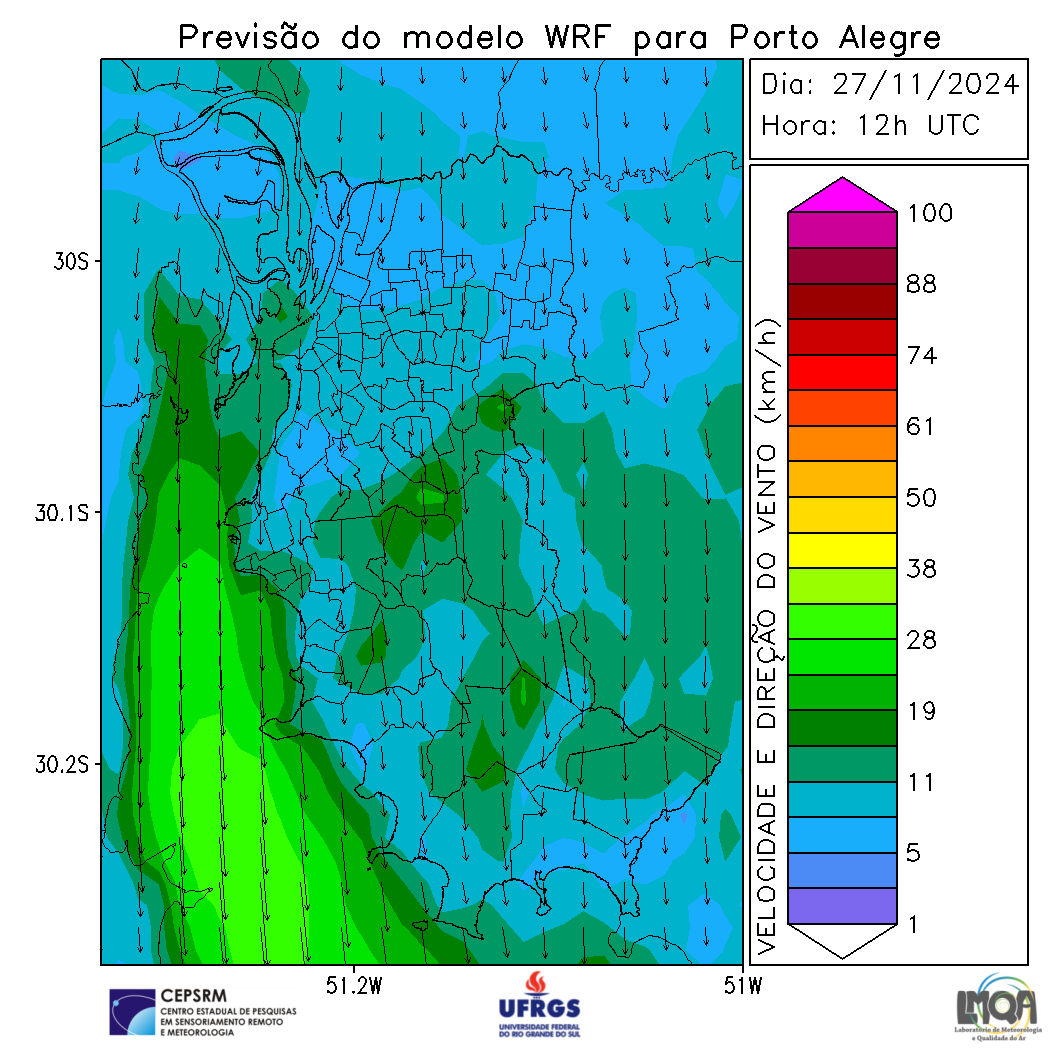 Previsão do modelo WRF para Porto Alegre
Dia: 27/11/2024
Hora: 12h UTC
30S
30.1S
30.2S
51.2W
51W
VELOCIDADE E DIREÇÃO DO VENTO (km/h)
100
88
74
61
50
38
28
19
11
5
1
CEPSRM
CENTRO ESTADUAL DE PESQUISAS
EM SENSORIAMENTO REMOTO
E METEOROLOGIA
UFRGS
UNIVERSIDADE FEDERAL
DO RIO GRANDE DO SUL
LMQA
Laboratório de Meteorologia
e Qualidade do Ar